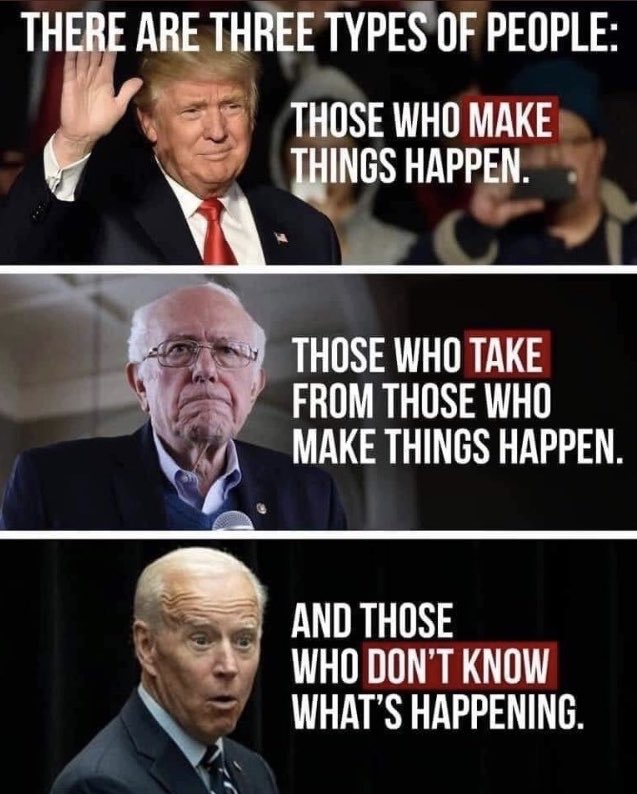 THERE ARE THREE TYPES OF PEOPLE:
THOSE WHO MAKE
THINGS HAPPEN.
THOSE WHO TAKE
FROM THOSE WHO
MAKE THINGS HAPPEN.
AND THOSE
WHO DON'T KNOW
WHAT'S HAPPENING.